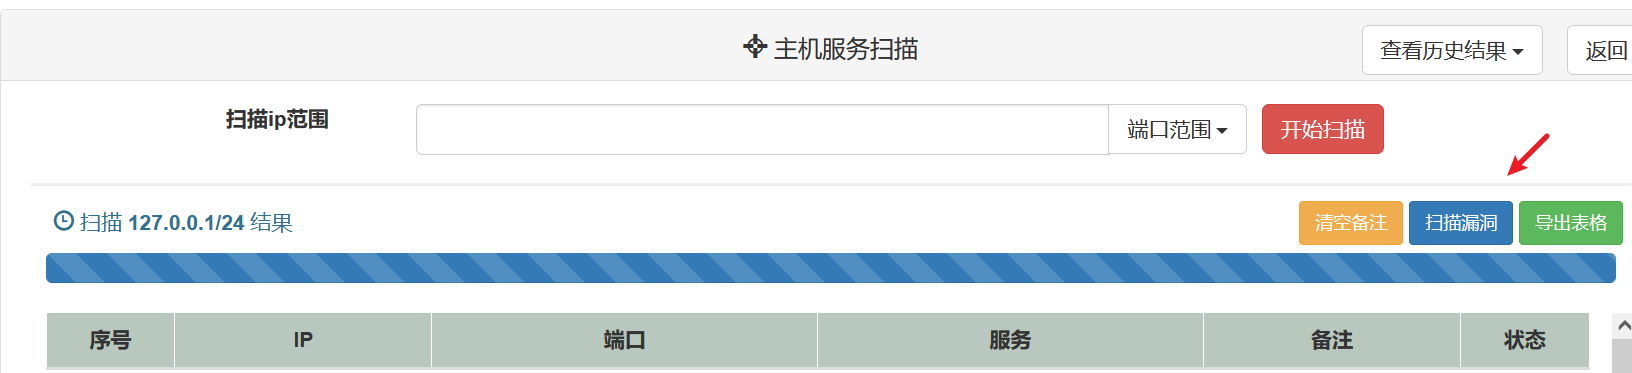 主机服务扫描
查看历史结果
返回
扫描ip范围
端口范围
开始扫描
扫描 127.0.0.1/24 结果
清空备注
扫描漏洞
导出表格
序号 IP 端口 服务 备注 状态